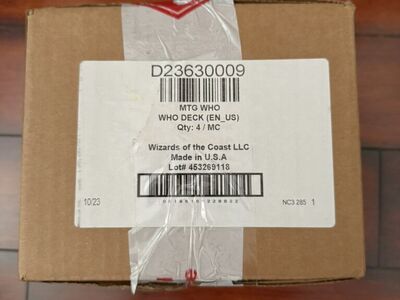 D23630009
MTG WHO
WHO DECK (EN_US)
Qty: 4 / MC
Wizards of the Coast LLC
Made in U.S.A
Lot# 453269118
10/23
NC3 285 1